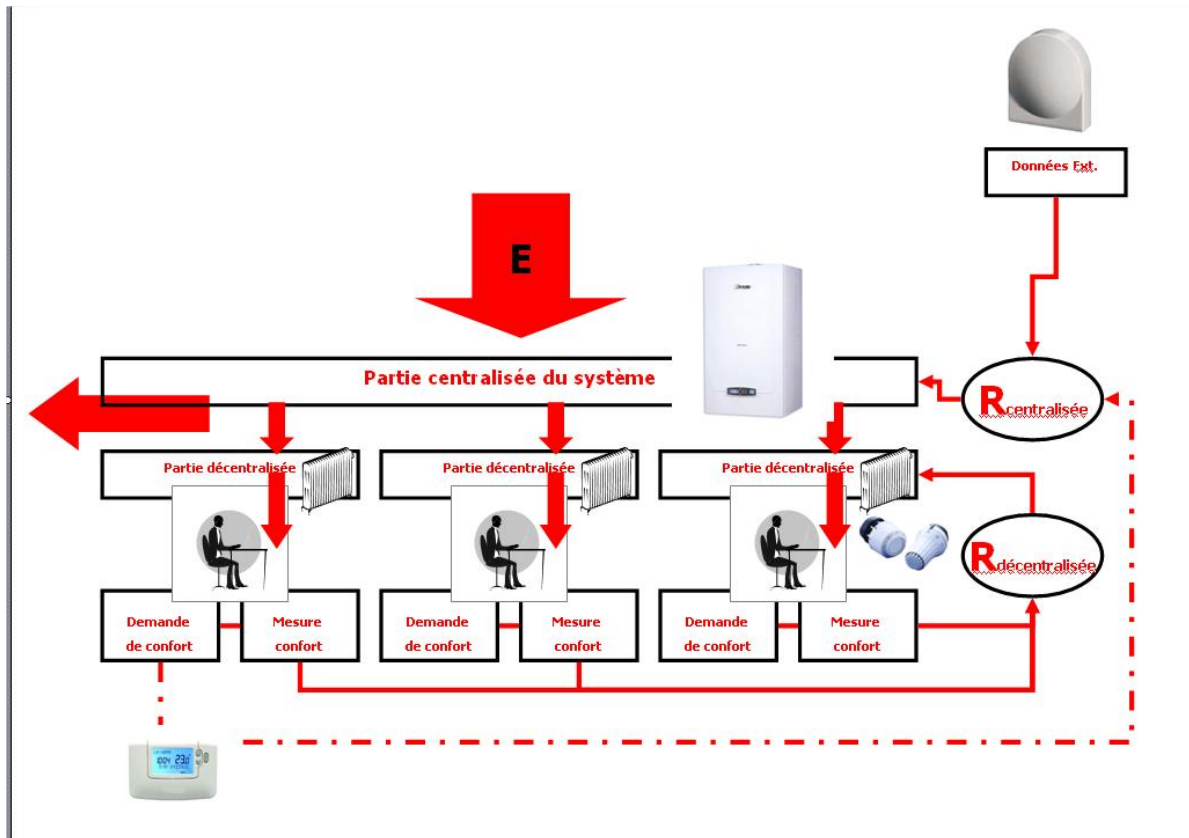 Données Ext.
E
Partie centralisée du système
Rcentralisée
Partie décentralisée
Partie décentralisée
Partie décentralisée
Rdécentralisée
Demande
de confort
Mesure
confort
Demande
de confort
Mesure
confort
Demande
de confort
Mesure
confort